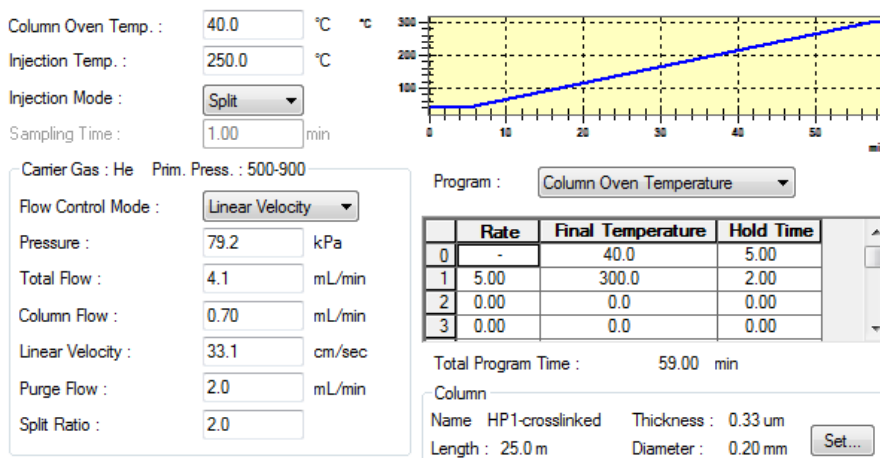 Column Oven Temp. : 40.0 °C
Injection Temp. : 250.0 °C
Injection Mode : Split
Sampling Time : 1.00 min
Carrier Gas : He Prim. Press. : 500-900
Flow Control Mode : Linear Velocity
Pressure : 79.2 kPa
Total Flow : 4.1 mL/min
Column Flow : 0.70 mL/min
Linear Velocity : 33.1 cm/sec
Purge Flow : 2.0 mL/min
Split Ratio : 2.0
°C
300
200
100
0 10 20 30 40 50
Program : Column Oven Temperature
Rate Final Temperature Hold Time
0 - 40.0 5.00
1 5.00 300.0 2.00
2 0.00 0.0 0.00
3 0.00 0.0 0.00
Total Program Time : 59.00 min
Column
Name HP1-crosslinked Thickness : 0.33 um
Length : 25.0 m Diameter : 0.20 mm
Set...